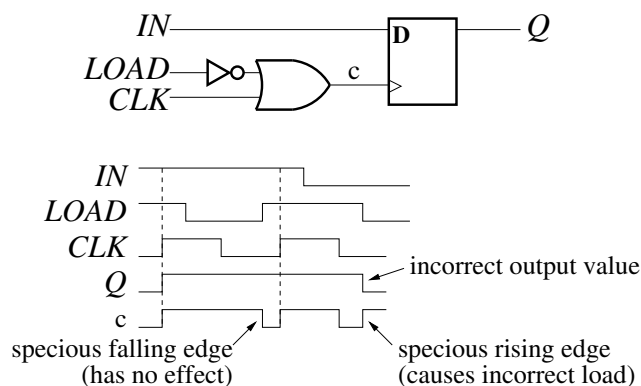 IN
D
Q
LOAD
c
CLK
IN
LOAD
CLK
incorrect output value
Q
c
specious falling edge
(has no effect)
specious rising edge
(causes incorrect load)